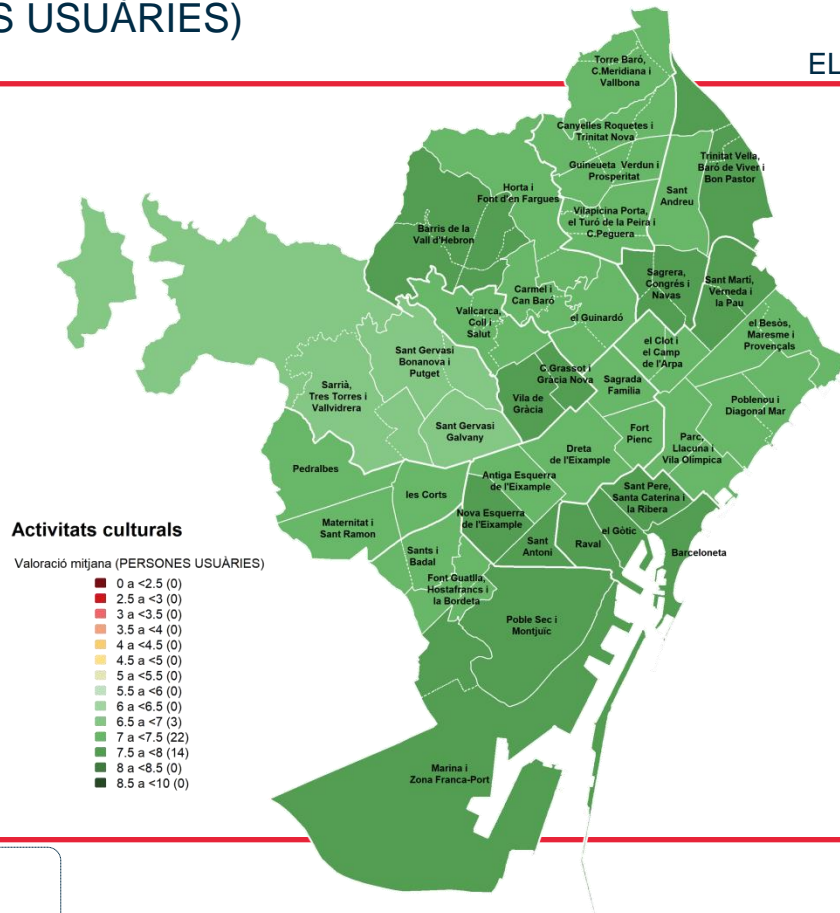 S USUÀRIES)
EL
Torre Baró,
C.Meridiana i
Vallbona
Canyelles Roquetes i
Trinitat Nova
Guineueta Verdun i
Prosperitat
Trinitat Vella,
Baró de Viver i
Bon Pastor
Sant
Andreu
Horta i
Font d'en Fargues
Vilapicina Porta,
el Turó de la Peira i
C.Peguera
Barris de la
Vall d'Hebron
Sagrera,
Congrés i
Navas
Sant Martí,
Verneda i
la Pau
Carmel i
Can Baró
Vallcarca,
Coll i
Salut
el Guinardó
el Besòs,
Maresme i
Provençals
el Clot i
el Camp
de l'Arpa
Sant Gervasi
Bonanova i
Putget
C.Grassot i
Gràcia Nova
Sagrada
Família
Sarrià,
Tres Torres i
Vallvidrera
Vila de
Gràcia
Poblenou i
Diagonal Mar
Sant Gervasi
Galvany
Fort
Pienc
Parc,
Llacuna i
Vila Olímpica
Dreta
de l'Eixample
Pedralbes
Antiga Esquerra
de l'Eixample
les Corts
Sant Pere,
Santa Caterina i
la Ribera
Nova Esquerra
de l'Eixample
Maternitat i
Sant Ramon
el Gòtic
Sant
Antoni
Raval
Barceloneta
Sants i
Badal
Font Guatlla,
Hostafrancs i
la Bordeta
Poble Sec i
Montjuïc
Marina i
Zona Franca-Port
Activitats culturals
Valoració mitjana (PERSONES USUÀRIES)
0 a <2.5 (0)
2.5 a <3 (0)
3 a <3.5 (0)
3.5 a <4 (0)
4 a <4.5 (0)
4.5 a <5 (0)
5 a <5.5 (0)
5.5 a <6 (0)
6 a <6.5 (0)
6.5 a <7 (3)
7 a <7.5 (22)
7.5 a <8 (14)
8 a <8.5 (0)
8.5 a <10 (0)